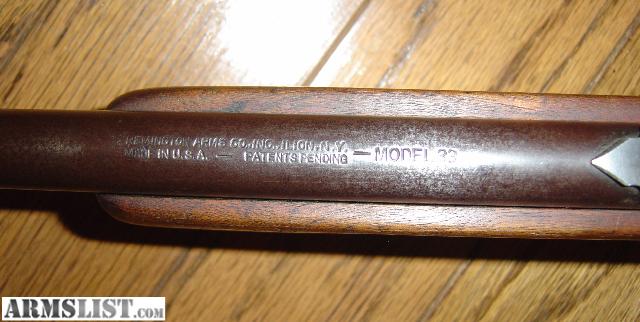 REMINGTON ARMS CO., INC., ILION, N.Y.
MADE IN U.S.A. — PATENTS PENDING — MODEL 33
ARMSLIST.com